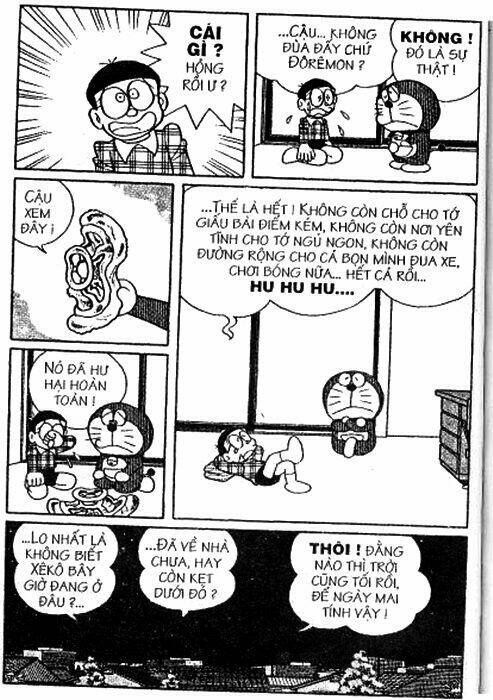 CÁI
GÌ ?
HỎNG
RỒI Ư ?
...CẬU... KHÔNG
ĐÙA ĐẤY CHỨ
ĐÔRÊMON ?
KHÔNG !
ĐÓ LÀ SỰ
THẬT !
CẬU
XEM
ĐÂY !
...THẾ LÀ HẾT ! KHÔNG CÒN CHỖ CHO TỚ
GIẤU BÀI ĐIỂM KÉM, KHÔNG CÒN NƠI YÊN
TĨNH CHO TỚ NGỦ NGON, KHÔNG CÒN
ĐƯỜNG RỘNG CHO CẢ BỌN MÌNH ĐUA XE,
CHƠI BÓNG NỮA... HẾT CẢ RỒI...
HU HU HU....
NÓ ĐÃ HƯ
HẠI HOÀN
TOÀN !
...LO NHẤT LÀ
KHÔNG BIẾT
XÊKÔ BÂY
GIỜ ĐANG Ở
ĐÂU ?...
...ĐÃ VỀ NHÀ
CHƯA, HAY
CÒN KẸT
DƯỚI ĐÓ ?
THÔI ! ĐẰNG
NÀO THÌ TRỜI
CŨNG TỐI RỒI,
ĐỂ NGÀY MAI
TÍNH VẬY !